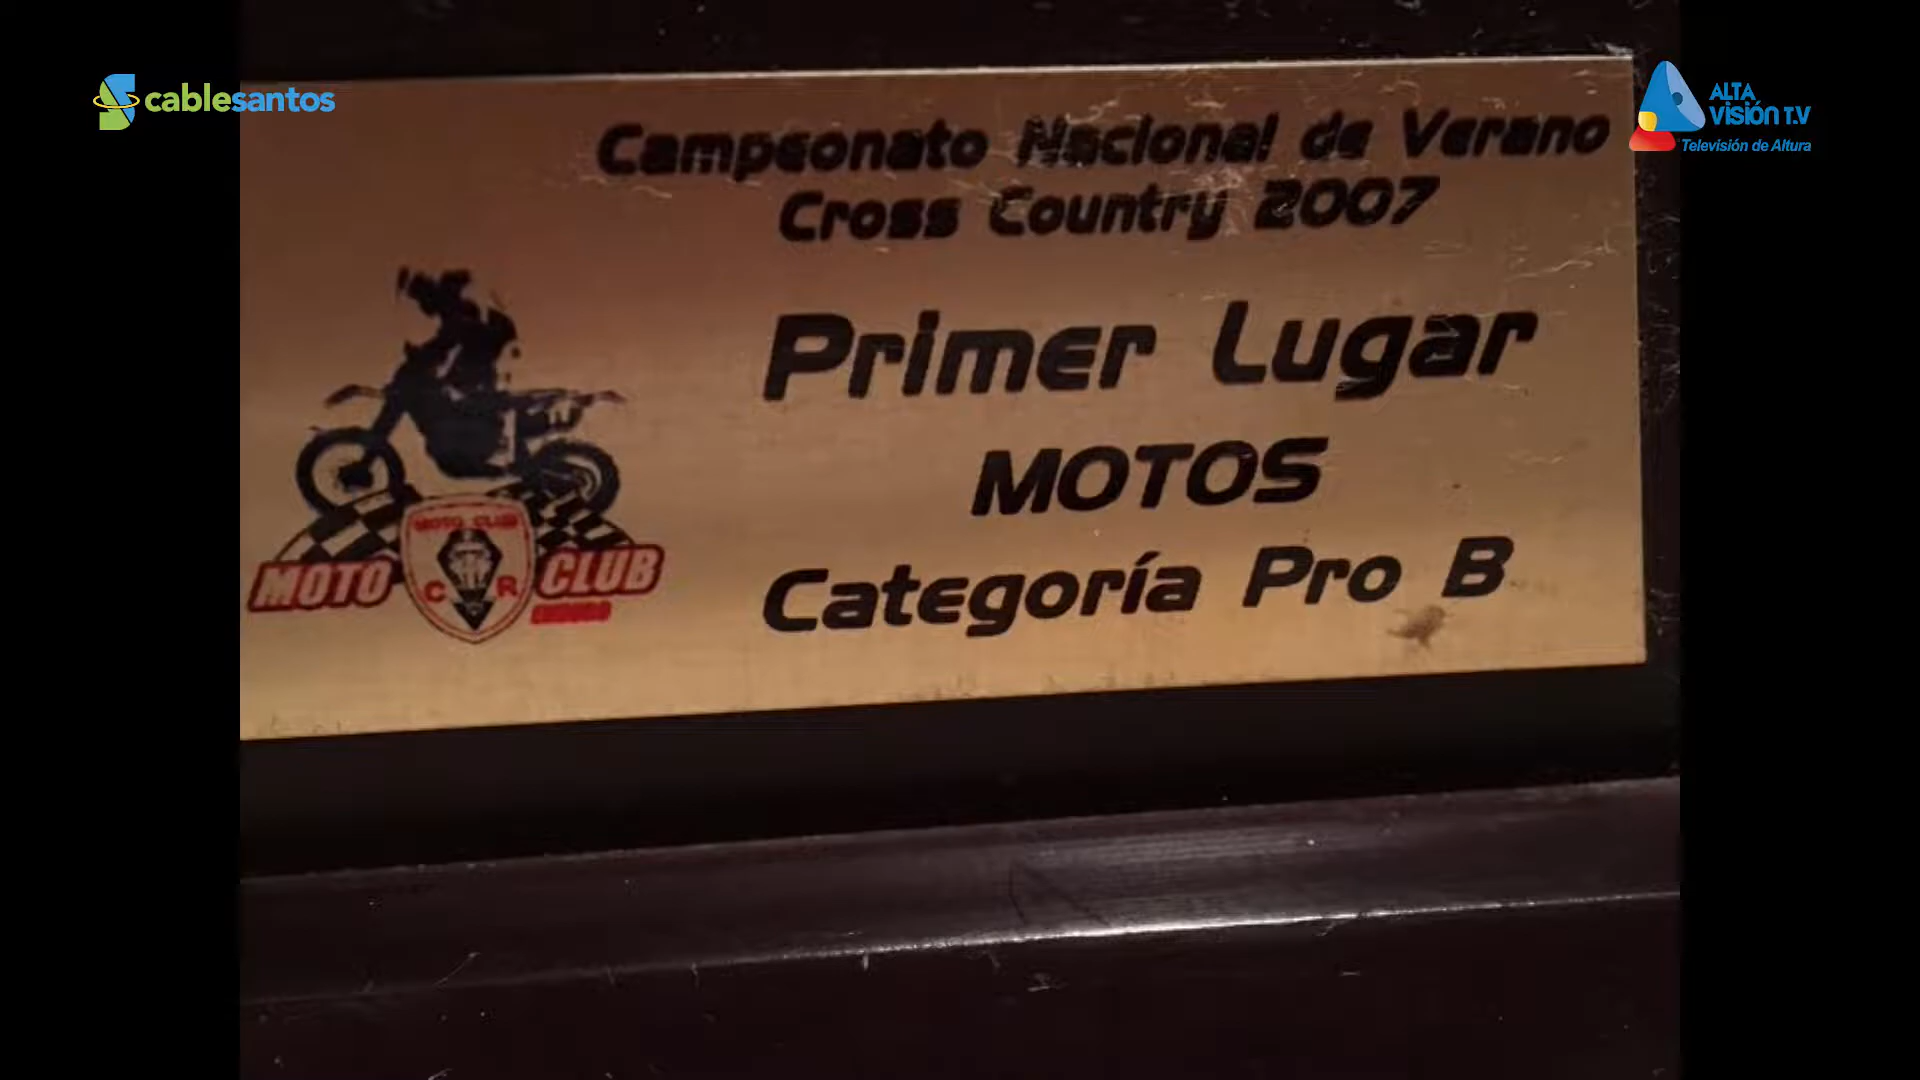 cablesantos
ALTA
VISIÓN T.V
Televisión de Altura
Campeonato Nacional de Verano
Cross Country 2007
Primer Lugar
MOTOS
Categoría Pro B
MOTO CLUB
C R
MOTO CLUB